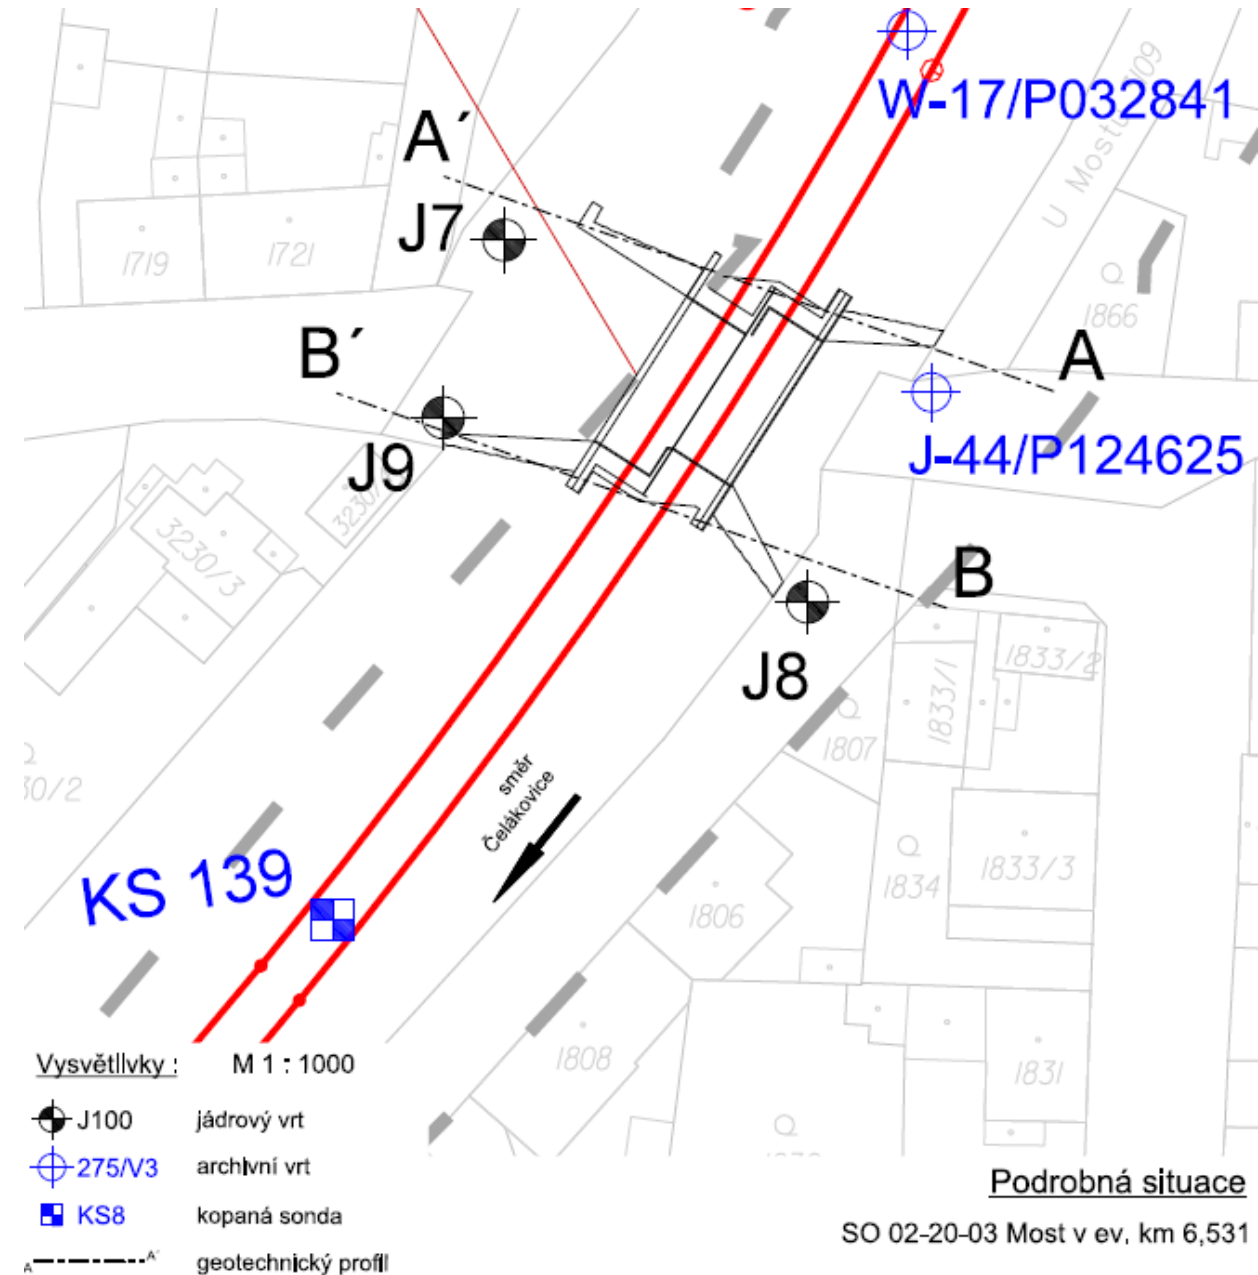 W-17/P032841
U Mostu
A´
J7
1719
1721
1866
B´
A
J9
J-44/P124625
3230/3
B
J8
1833/2
1833/1
1807
směr
Čelákovice
KS 139
1834
1833/3
1806
1808
1831
Vysvětlivky :
M 1 : 1000
J100
jádrový vrt
275/V3
archivní vrt
KS8
kopaná sonda
A
A´
geotechnický profil
Podrobná situace
SO 02-20-03 Most v ev. km 6,531